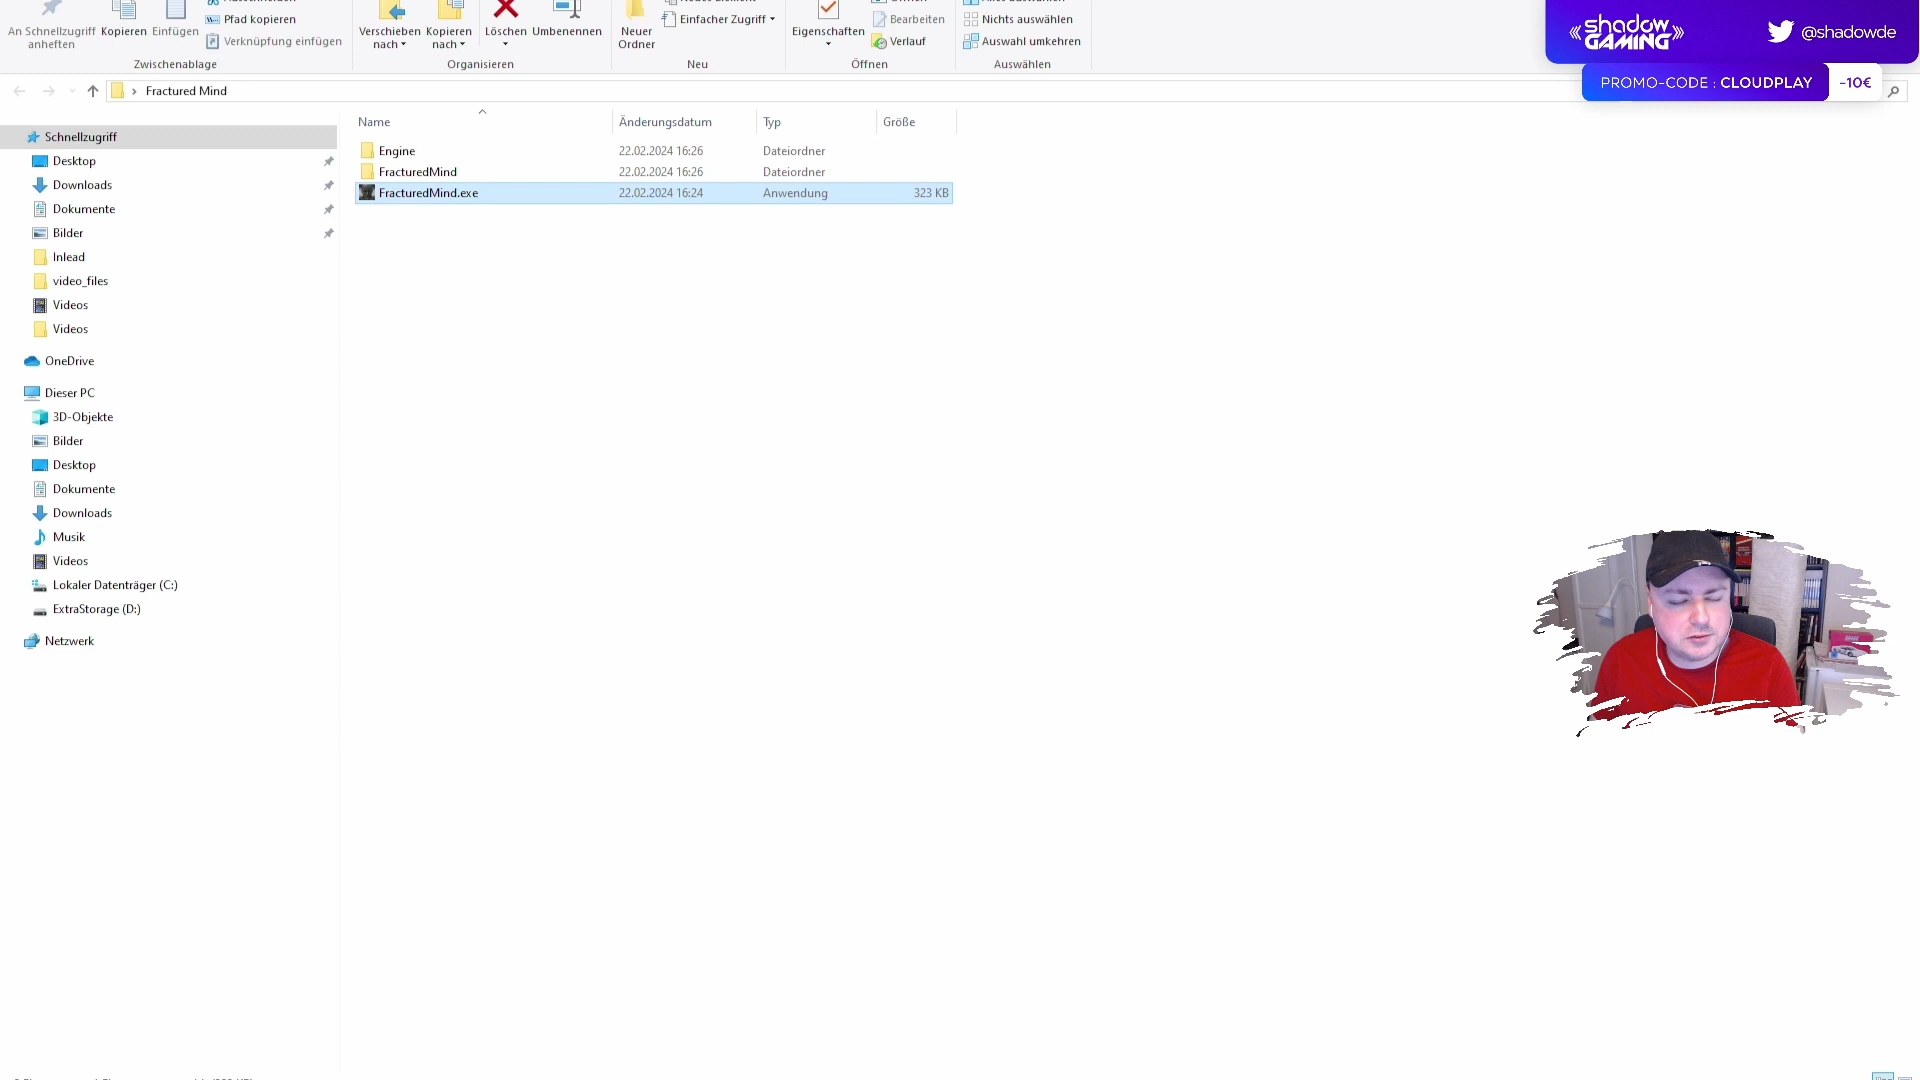 An Schnellzugriff
anheften
Kopieren
Einfügen
Pfad kopieren
Verknüpfung einfügen
Zwischenablage
Verschieben
nach
Kopieren
nach
Löschen
Umbenennen
Organisieren
Neuer
Ordner
Einfacher Zugriff
Neu
Eigenschaften
Bearbeiten
Verlauf
Öffnen
Nichts auswählen
Auswahl umkehren
Auswählen
shadow
GAMING
@shadowde
PROMO-CODE : CLOUDPLAY
-10€
Fractured Mind
Name
Änderungsdatum
Typ
Größe
Engine
22.02.2024 16:26
Dateiordner
FracturedMind
22.02.2024 16:26
Dateiordner
FracturedMind.exe
22.02.2024 16:24
Anwendung
323 KB
Schnellzugriff
Desktop
Downloads
Dokumente
Bilder
Inlead
video_files
Videos
Videos
OneDrive
Dieser PC
3D-Objekte
Bilder
Desktop
Dokumente
Downloads
Musik
Videos
Lokaler Datenträger (C:)
ExtraStorage (D:)
Netzwerk